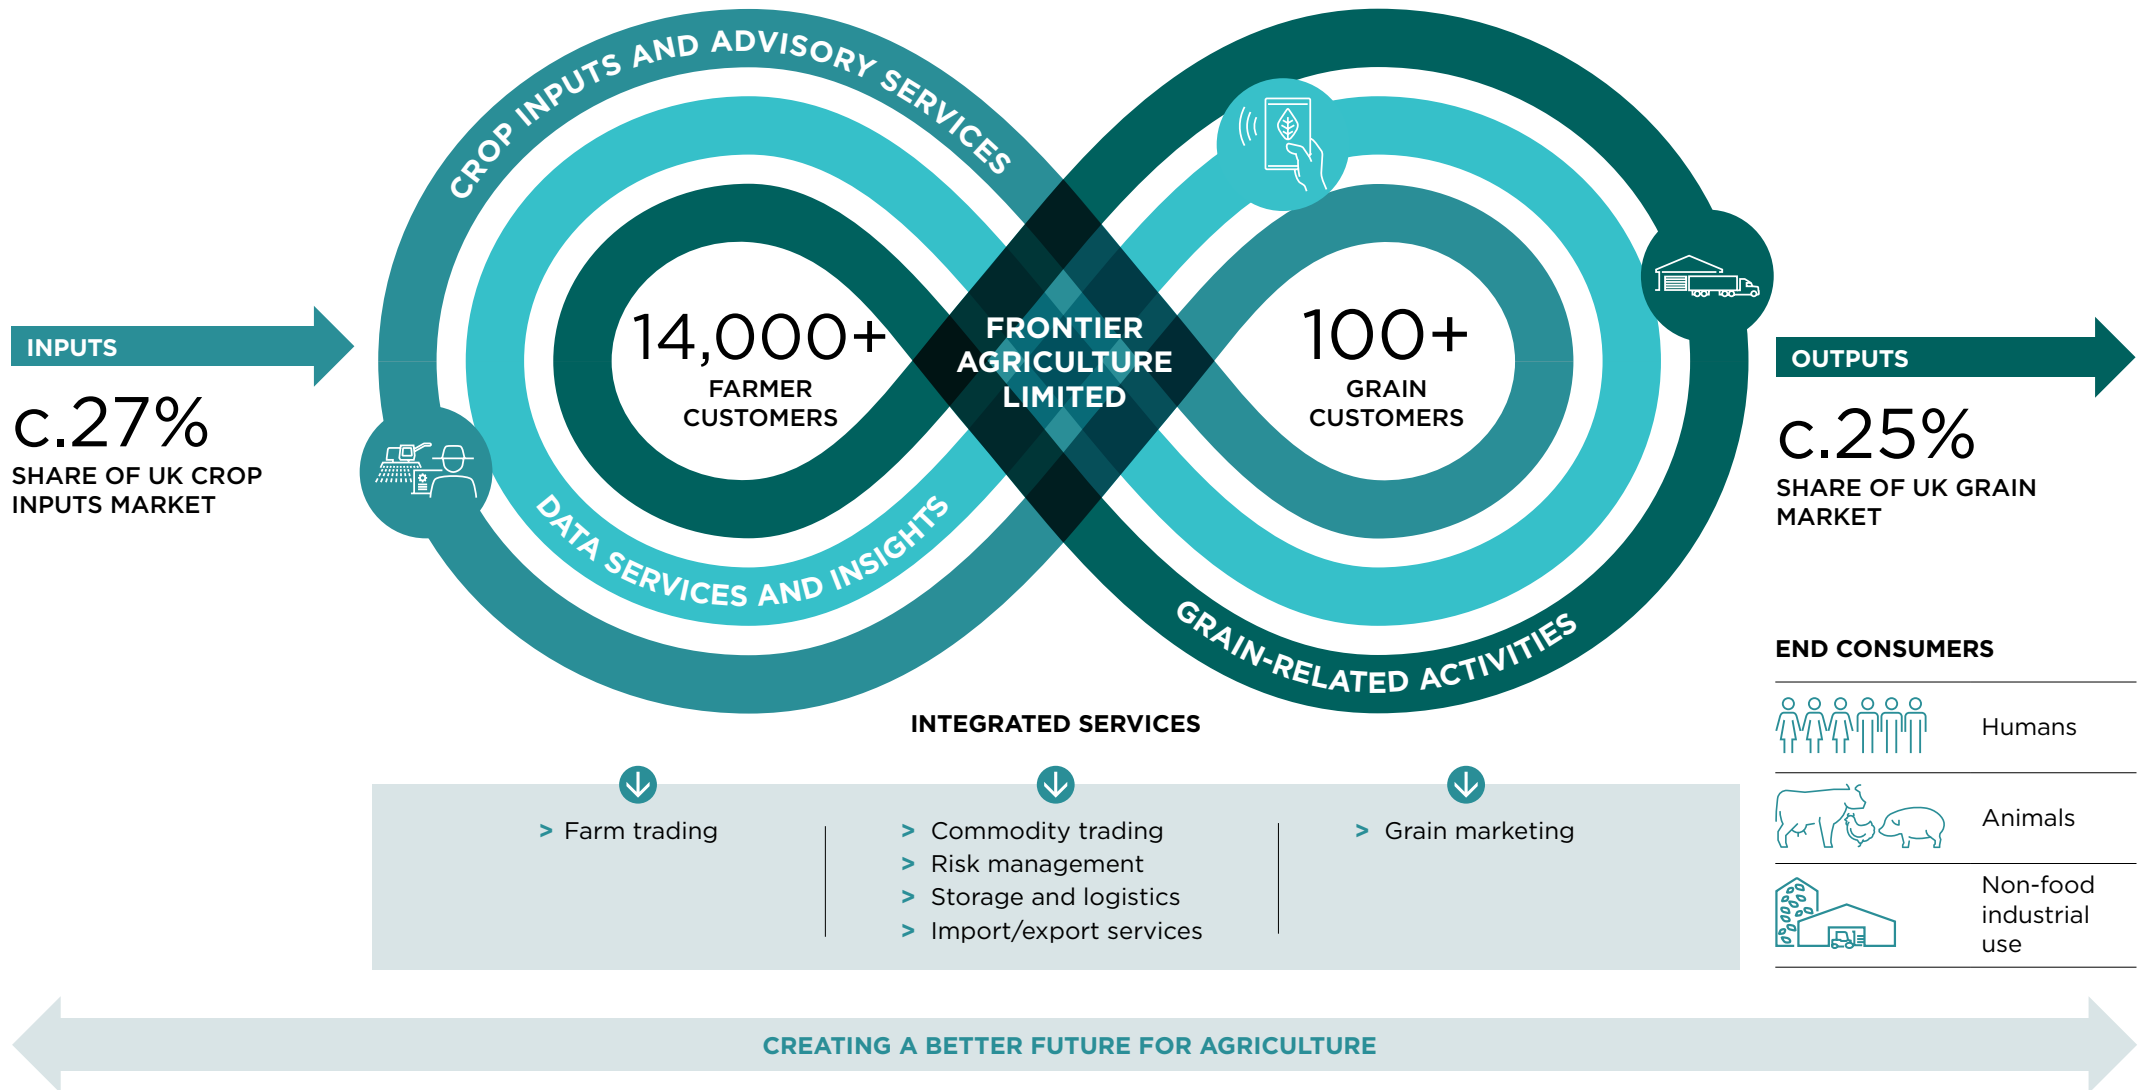 CROP INPUTS AND ADVISORY SERVICES
INPUTS
c.27%
SHARE OF UK CROP
INPUTS MARKET
14,000+
FARMER
CUSTOMERS
DATA SERVICES AND INSIGHTS
FRONTIER
AGRICULTURE
LIMITED
100+
GRAIN
CUSTOMERS
GRAIN-RELATED ACTIVITIES
OUTPUTS
c.25%
SHARE OF UK GRAIN
MARKET
INTEGRATED SERVICES
> Farm trading
> Commodity trading
> Risk management
> Storage and logistics
> Import/export services
> Grain marketing
END CONSUMERS
Humans
Animals
Non-food
industrial
use
CREATING A BETTER FUTURE FOR AGRICULTURE